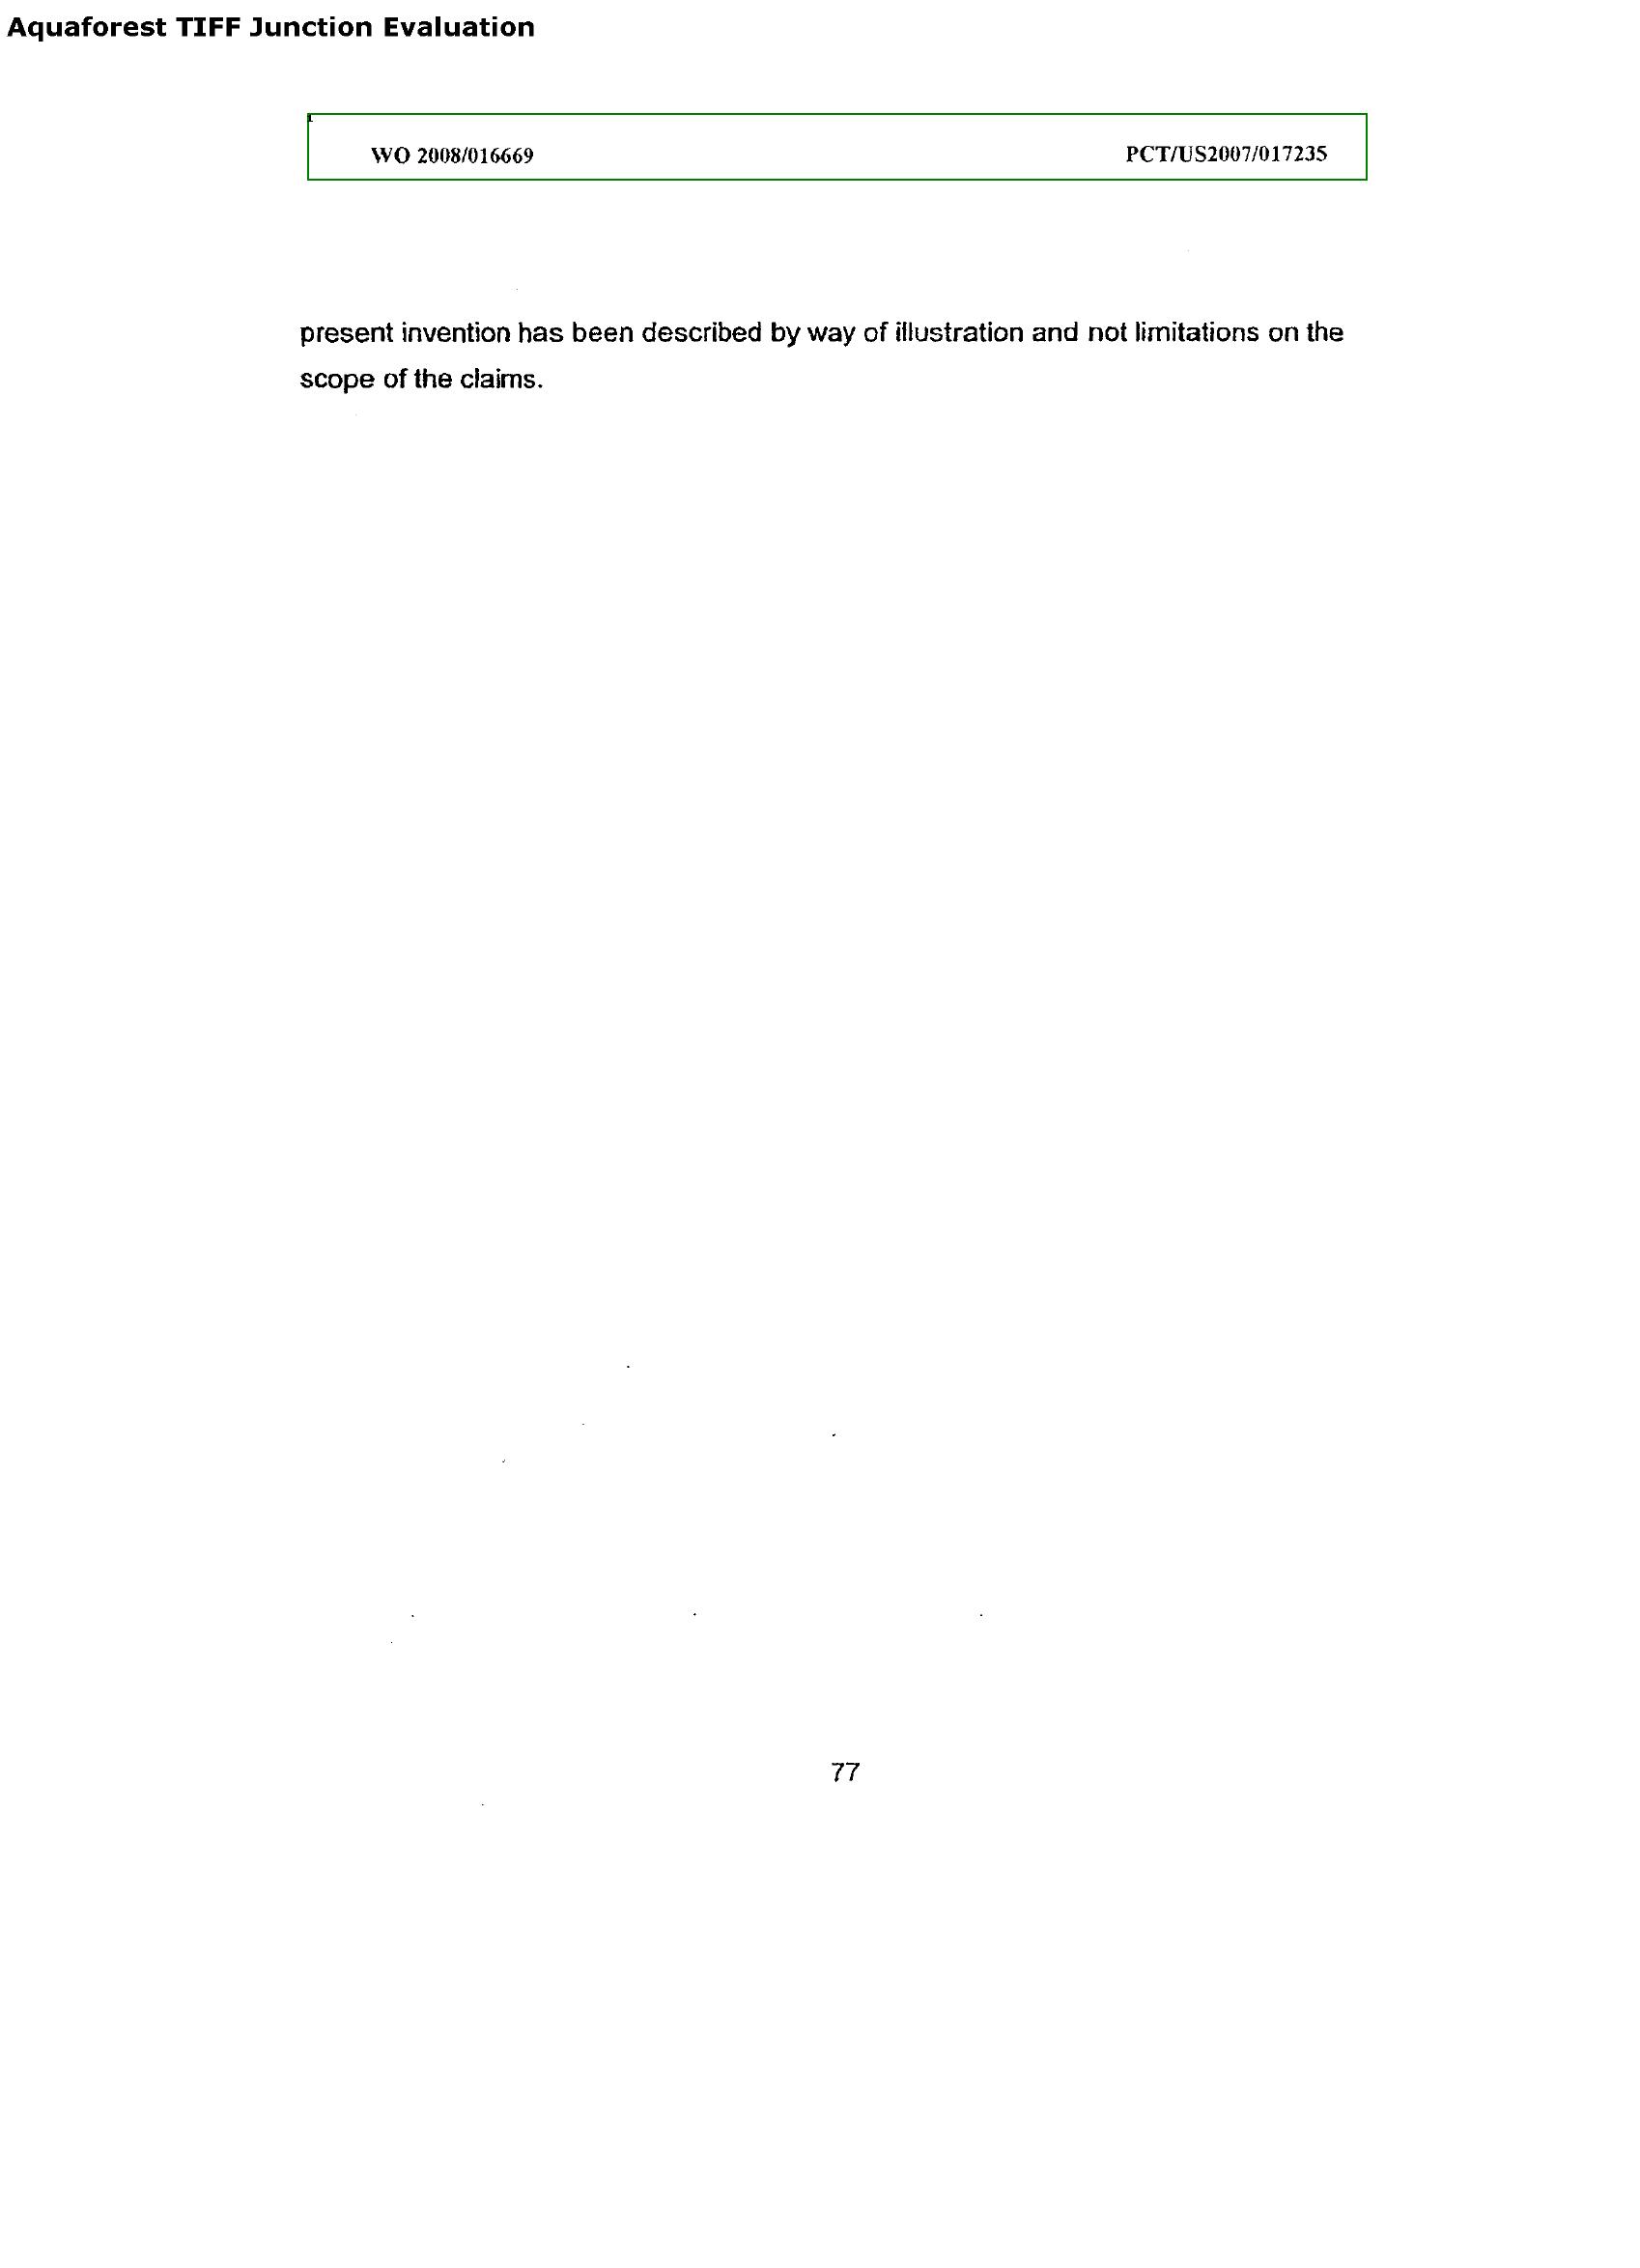 Aquaforest TIFF Junction Evaluation
WO 2008/016669 PCT/US2007/017235
present invention has been described by way of illustration and not limitations on the
scope of the claims.
77